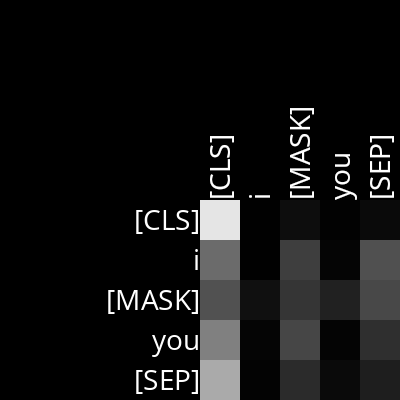 [CLS] i [MASK] you [SEP]
[CLS]
i
[MASK]
you
[SEP]